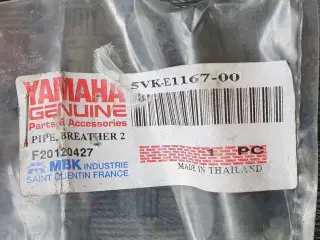 YAMAHA
GENUINE
Parts & Accessories
5VK-E1167-00
PIPE, BREATHER 2
F20120427
MBK INDUSTRIE
SAINT QUENTIN FRANCE
1 PC
MADE IN THAILAND